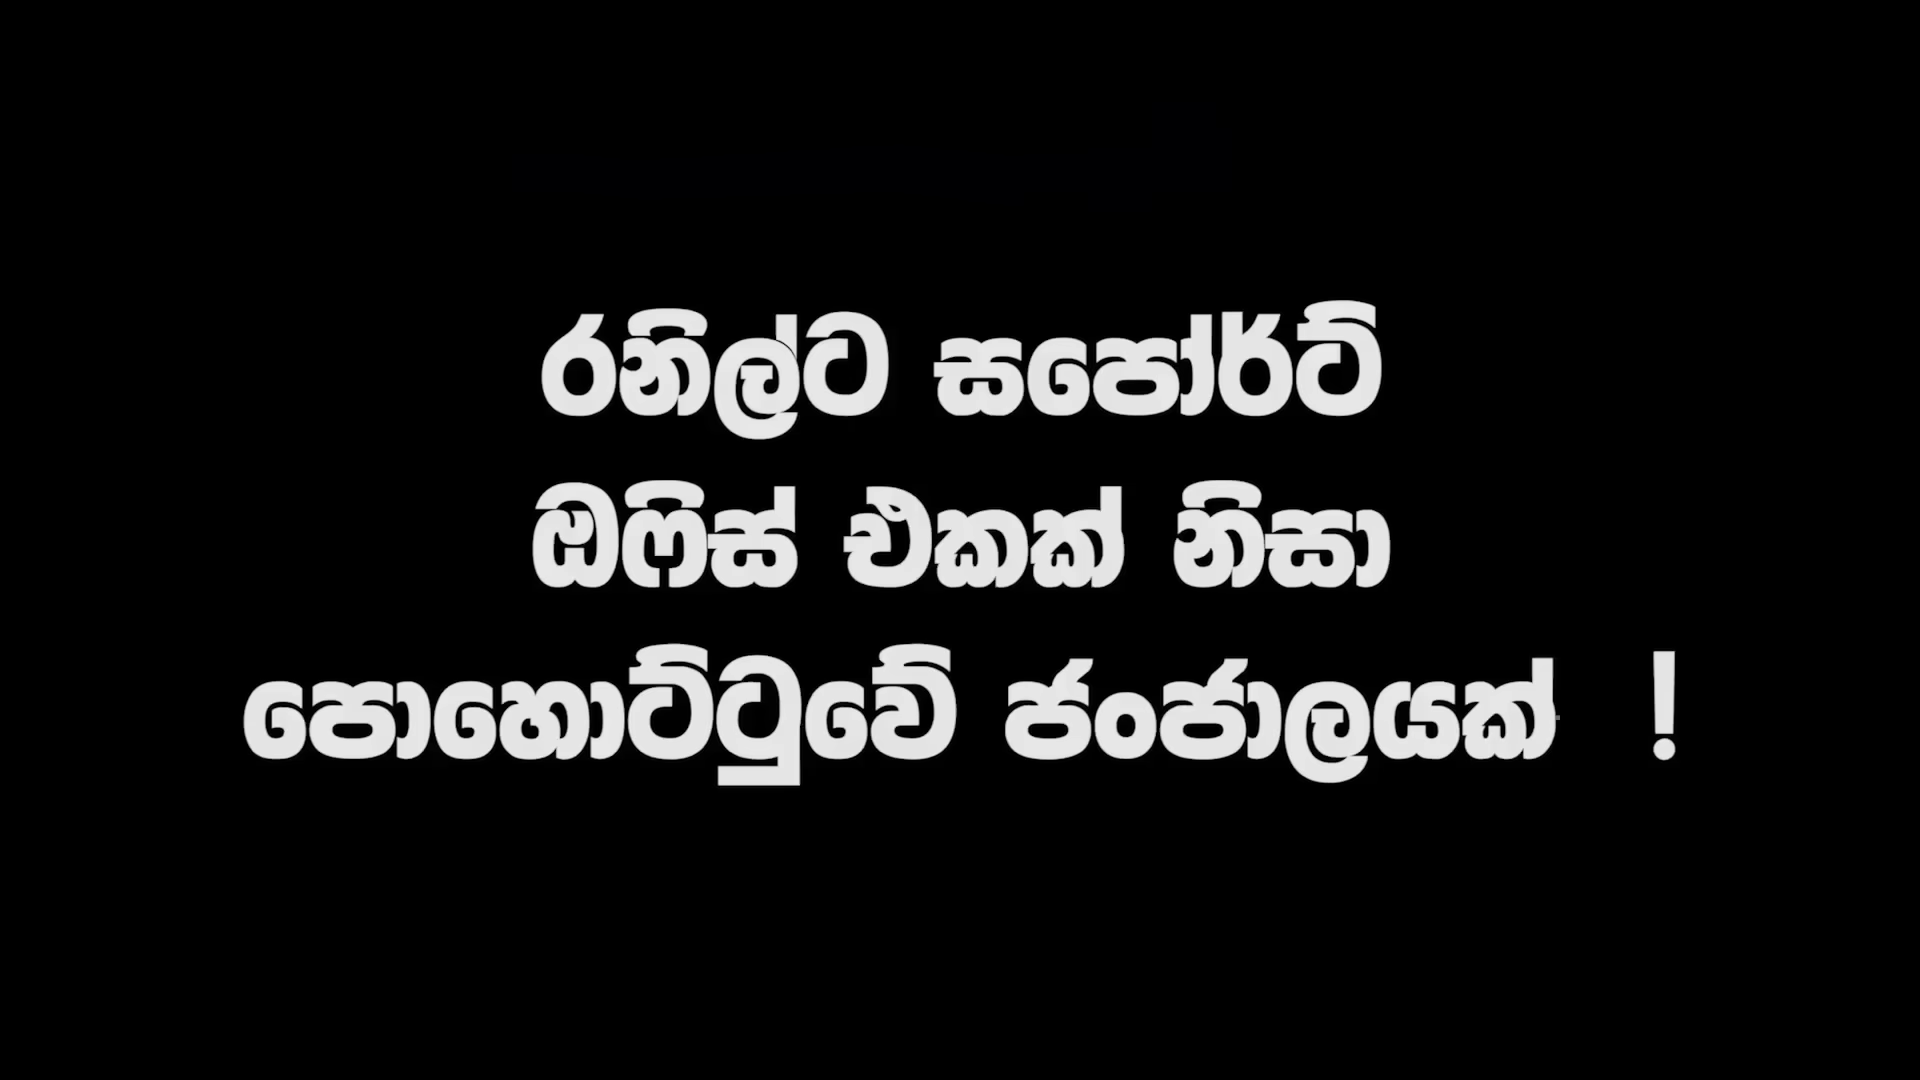 රනිල්ට සපෝර්ට්
ඔෆිස් එකක් නිසා
පොහොට්ටුවේ ජංජාලයක් !